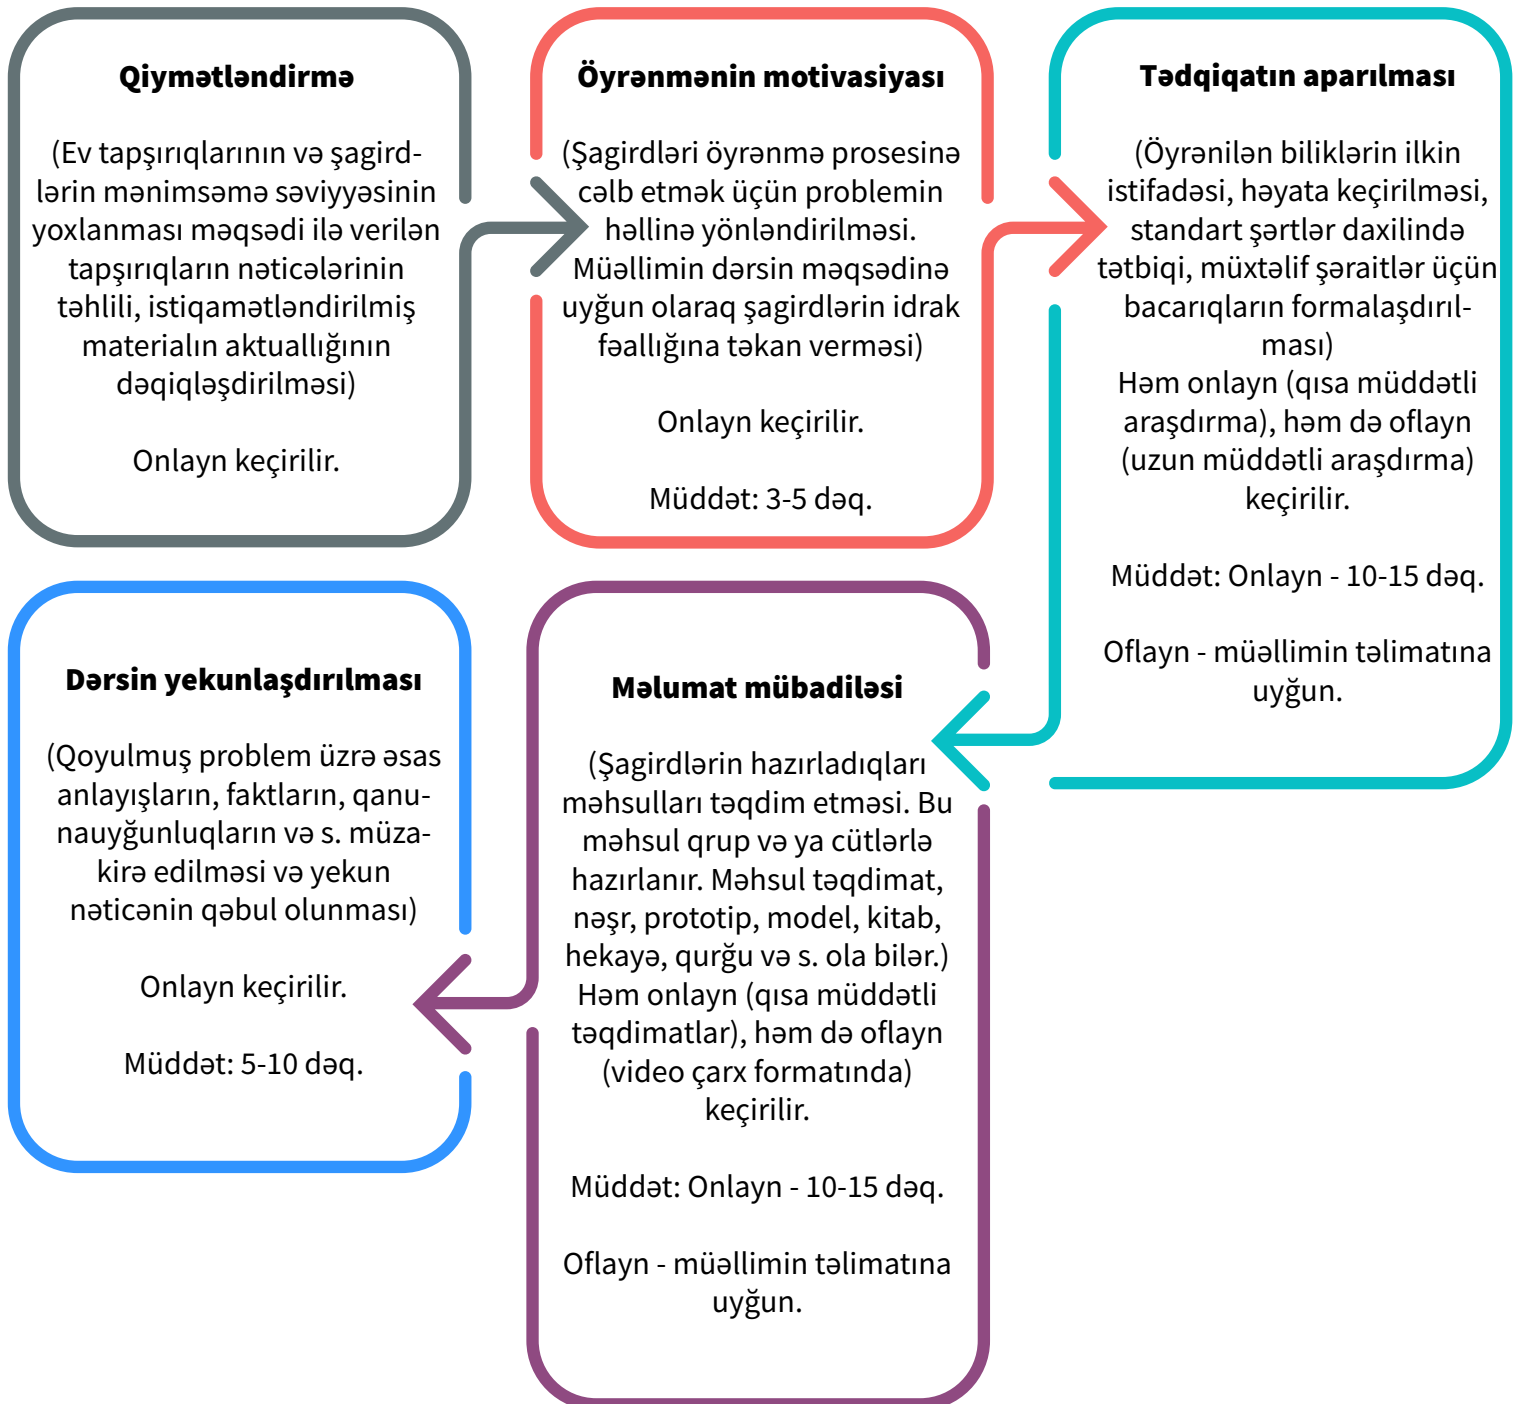 Qiymətləndirmə
(Ev tapşırıqlarının və şagird-
lərin mənimsəmə səviyyəsinin
yoxlanması məqsədi ilə verilən
tapşırıqların nəticələrinin
təhlili, istiqamətləndirilmiş
materialın aktuallığının
dəqiqləşdirilməsi)
Onlayn keçirilir.
Öyrənmənin motivasiyası
(Şagirdləri öyrənmə prosesinə
cəlb etmək üçün problemin
həllinə yönləndirilməsi.
Müəllimin dərsin məqsədinə
uyğun olaraq şagirdlərin idrak
fəallığına təkan verməsi)
Onlayn keçirilir.
Müddət: 3-5 dəq.
Tədqiqatın aparılması
(Öyrənilən biliklərin ilkin
istifadəsi, həyata keçirilməsi,
standart şərtlər daxilində
tətbiqi, müxtəlif şəraitlər üçün
bacarıqların formalaşdırıl-
ması)
Həm onlayn (qısa müddətli
araşdırma), həm də oflayn
(uzun müddətli araşdırma)
keçirilir.
Müddət: Onlayn - 10-15 dəq.
Oflayn - müəllimin təlimatına
uyğun.
Məlumat mübadiləsi
(Şagirdlərin hazırladıqları
məhsulları təqdim etməsi. Bu
məhsul qrup və ya cütlərlə
hazırlanır. Məhsul təqdimat,
nəşr, prototip, model, kitab,
hekayə, qurğu və s. ola bilər.)
Həm onlayn (qısa müddətli
təqdimatlar), həm də oflayn
(video çarx formatında)
keçirilir.
Müddət: Onlayn - 10-15 dəq.
Oflayn - müəllimin təlimatına
uyğun.
Dərsin yekunlaşdırılması
(Qoyulmuş problem üzrə əsas
anlayışların, faktların, qanu-
nauyğunluqların və s. müza-
kirə edilməsi və yekun
nəticənin qəbul olunması)
Onlayn keçirilir.
Müddət: 5-10 dəq.